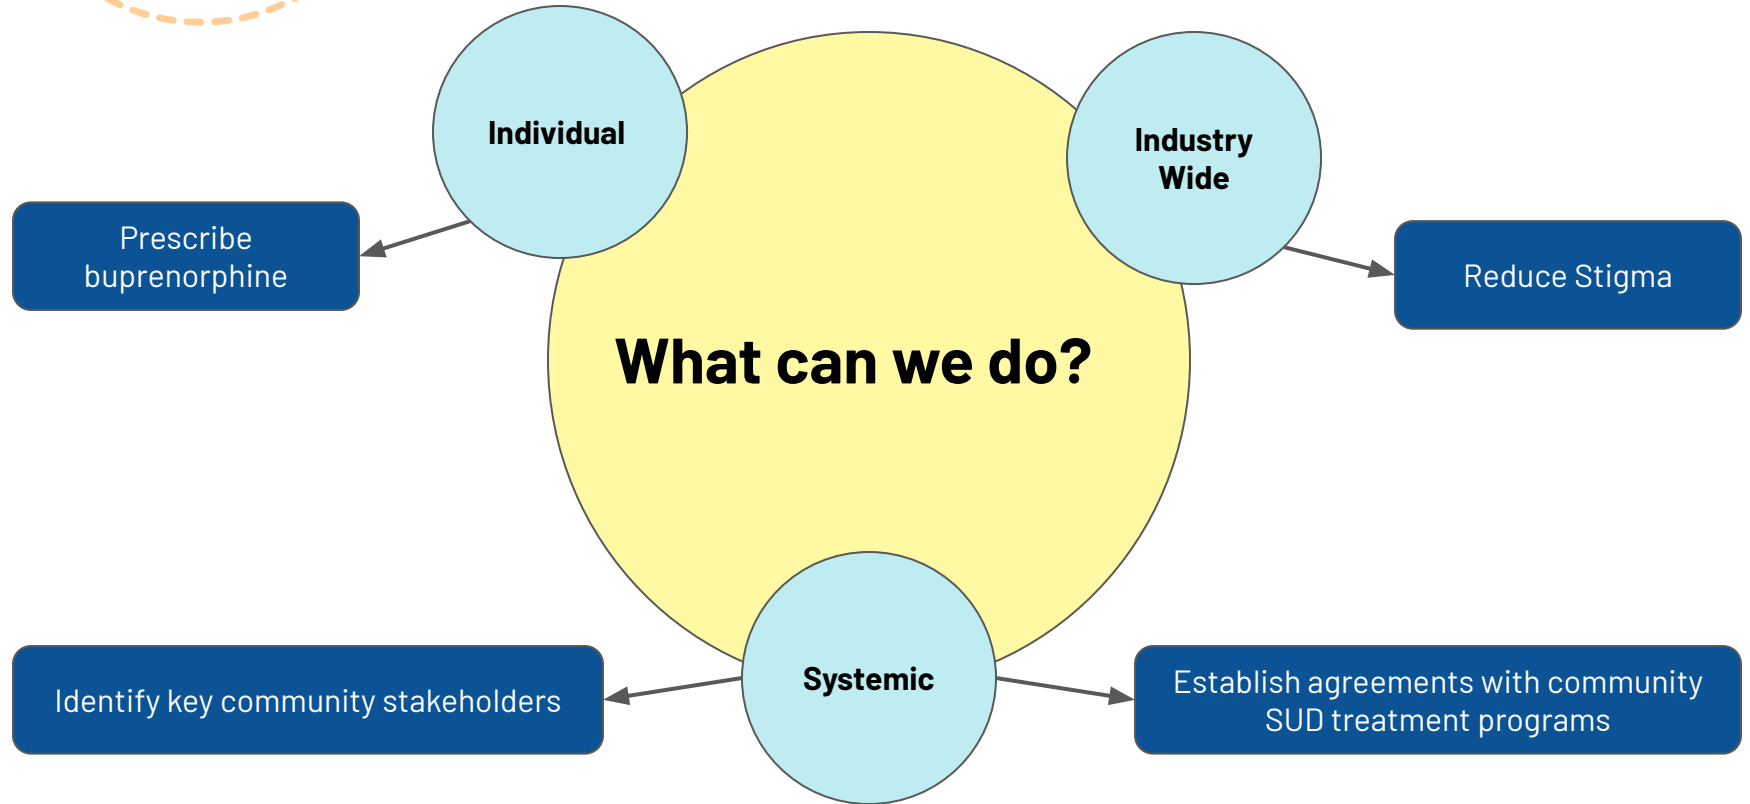 Individual
Industry
Wide
Prescribe
buprenorphine
Reduce Stigma
What can we do?
Systemic
Identify key community stakeholders
Establish agreements with community
SUD treatment programs